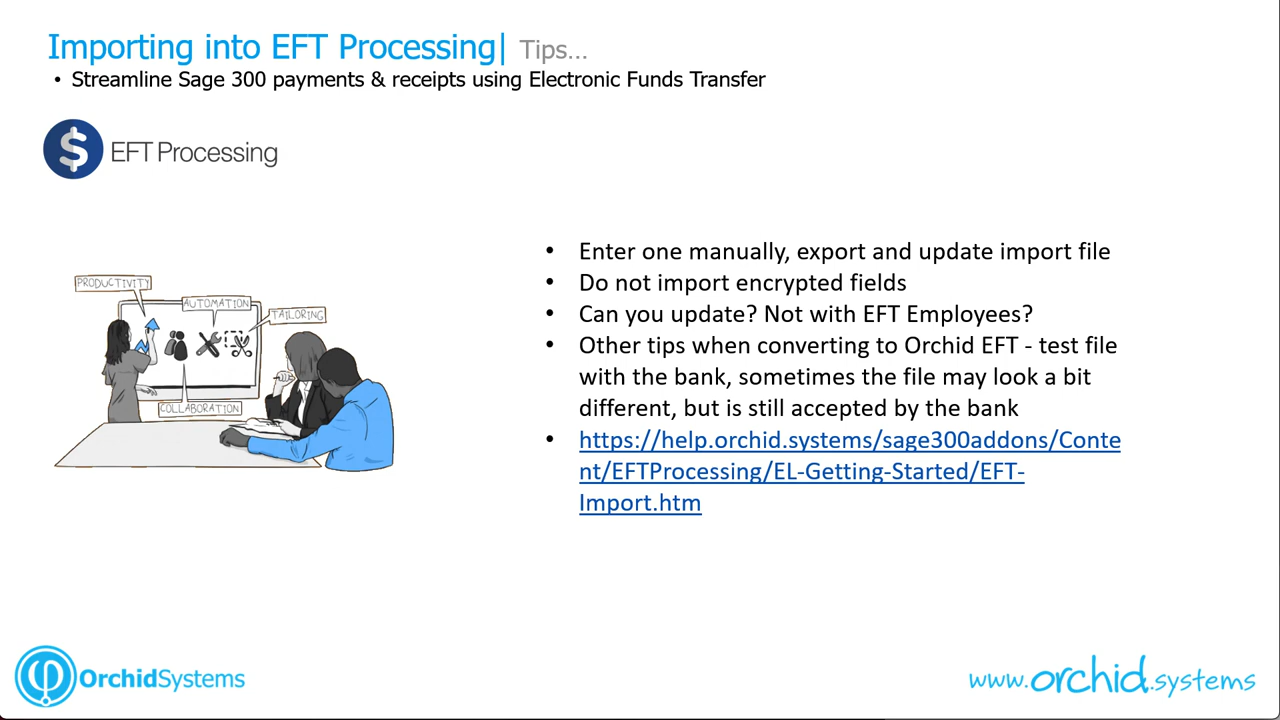 Importing into EFT Processing| Tips...
• Streamline Sage 300 payments & receipts using Electronic Funds Transfer
$ EFT Processing
PRODUCTIVITY
AUTOMATION
TAILORING
COLLABORATION
• Enter one manually, export and update import file
• Do not import encrypted fields
• Can you update? Not with EFT Employees?
• Other tips when converting to Orchid EFT - test file
with the bank, sometimes the file may look a bit
different, but is still accepted by the bank
• https://help.orchid.systems/sage300addons/Conte
nt/EFTProcessing/EL-Getting-Started/EFT-
Import.htm
OrchidSystems
www.orchid.systems